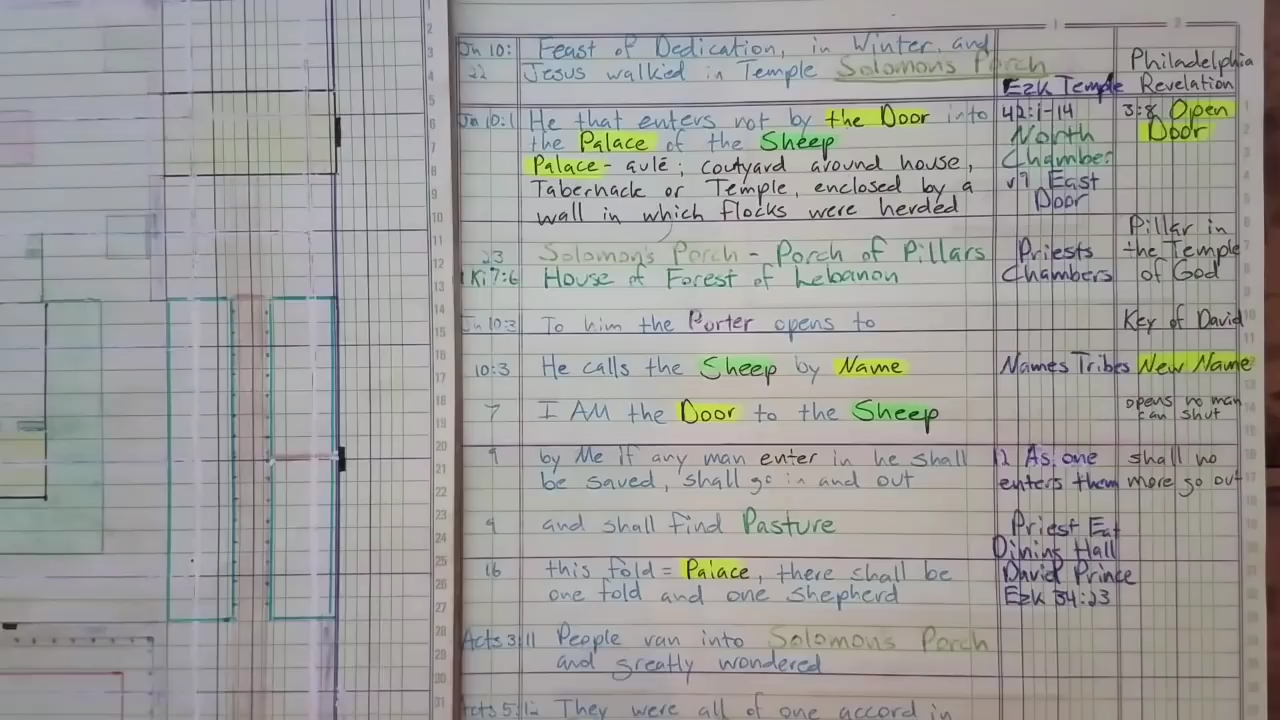 Jn 10: Feast of Dedication, in Winter, and
22 Jesus walked in Temple Solomons Porch
Ezk Temple
Philadelphia
Revelation
Jn 10:1 He that enters not by the Door into
the Palace of the Sheep
Palace - aulē; coutyard around house,
Tabernack or Temple, enclosed by a
wall in which flocks were herded
42:1-14
North
Chamber
v9 East
Door
3:8 Open
Door
23 Solomon's Porch - Porch of Pillars
1Ki 7:6 House of Forest of Lebanon
Priests
Chambers
Pillar in
the Temple
of God
Jn 10:3 To him the Porter opens to
Key of David
10:3 He calls the Sheep by Name
Names Tribes
New Name
7 I AM the Door to the Sheep
opens no man
can shut
9 by Me if any man enter in he shall
be saved, shall go in and out
12 As one
enters them
shall no
more go out
9 and shall find Pasture
Priest Eat
Dining Hall
16 this fold = Palace, there shall be
one fold and one shepherd
David Prince
Ezk 34:23
Acts 3:11 People ran into Solomons Porch
and greatly wondered
Acts 5:12 They were all of one accord in